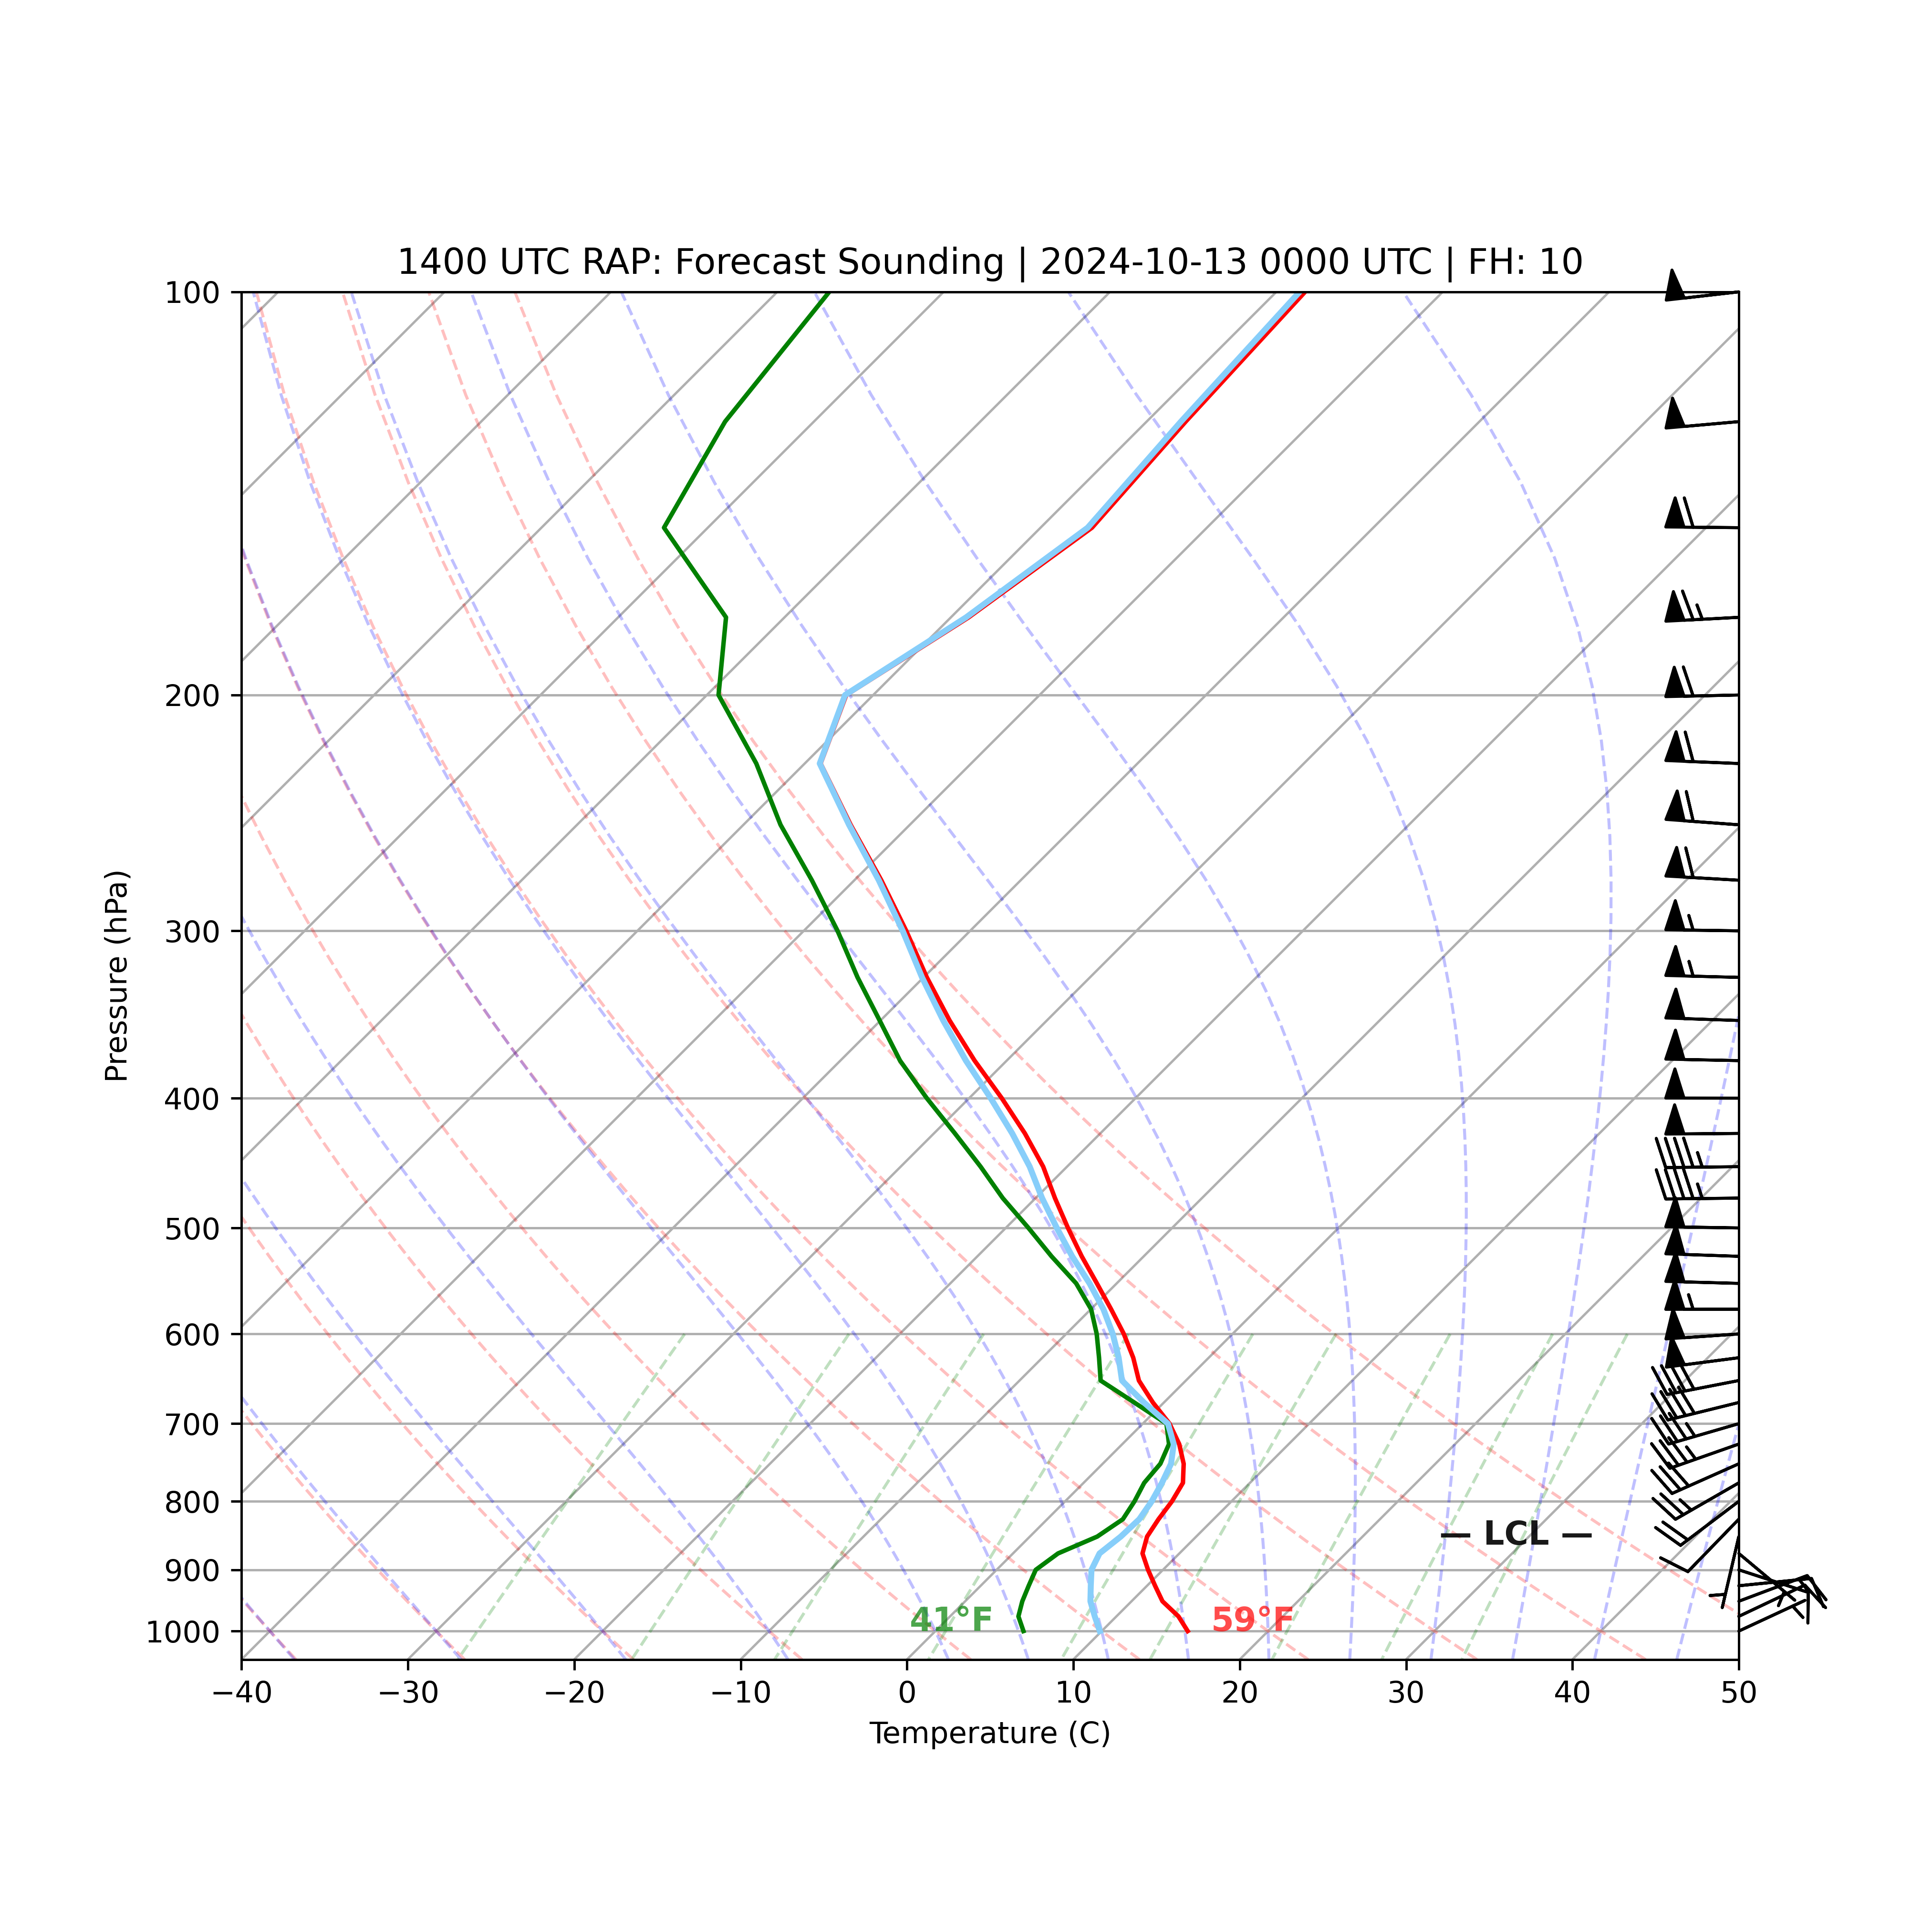 1400 UTC RAP: Forecast Sounding | 2024-10-13 0000 UTC | FH: 10
100
200
300
400
500
600
700
800
900
1000
Pressure (hPa)
— LCL —
41°F
59°F
−40 −30 −20 −10 0 10 20 30 40 50
Temperature (C)